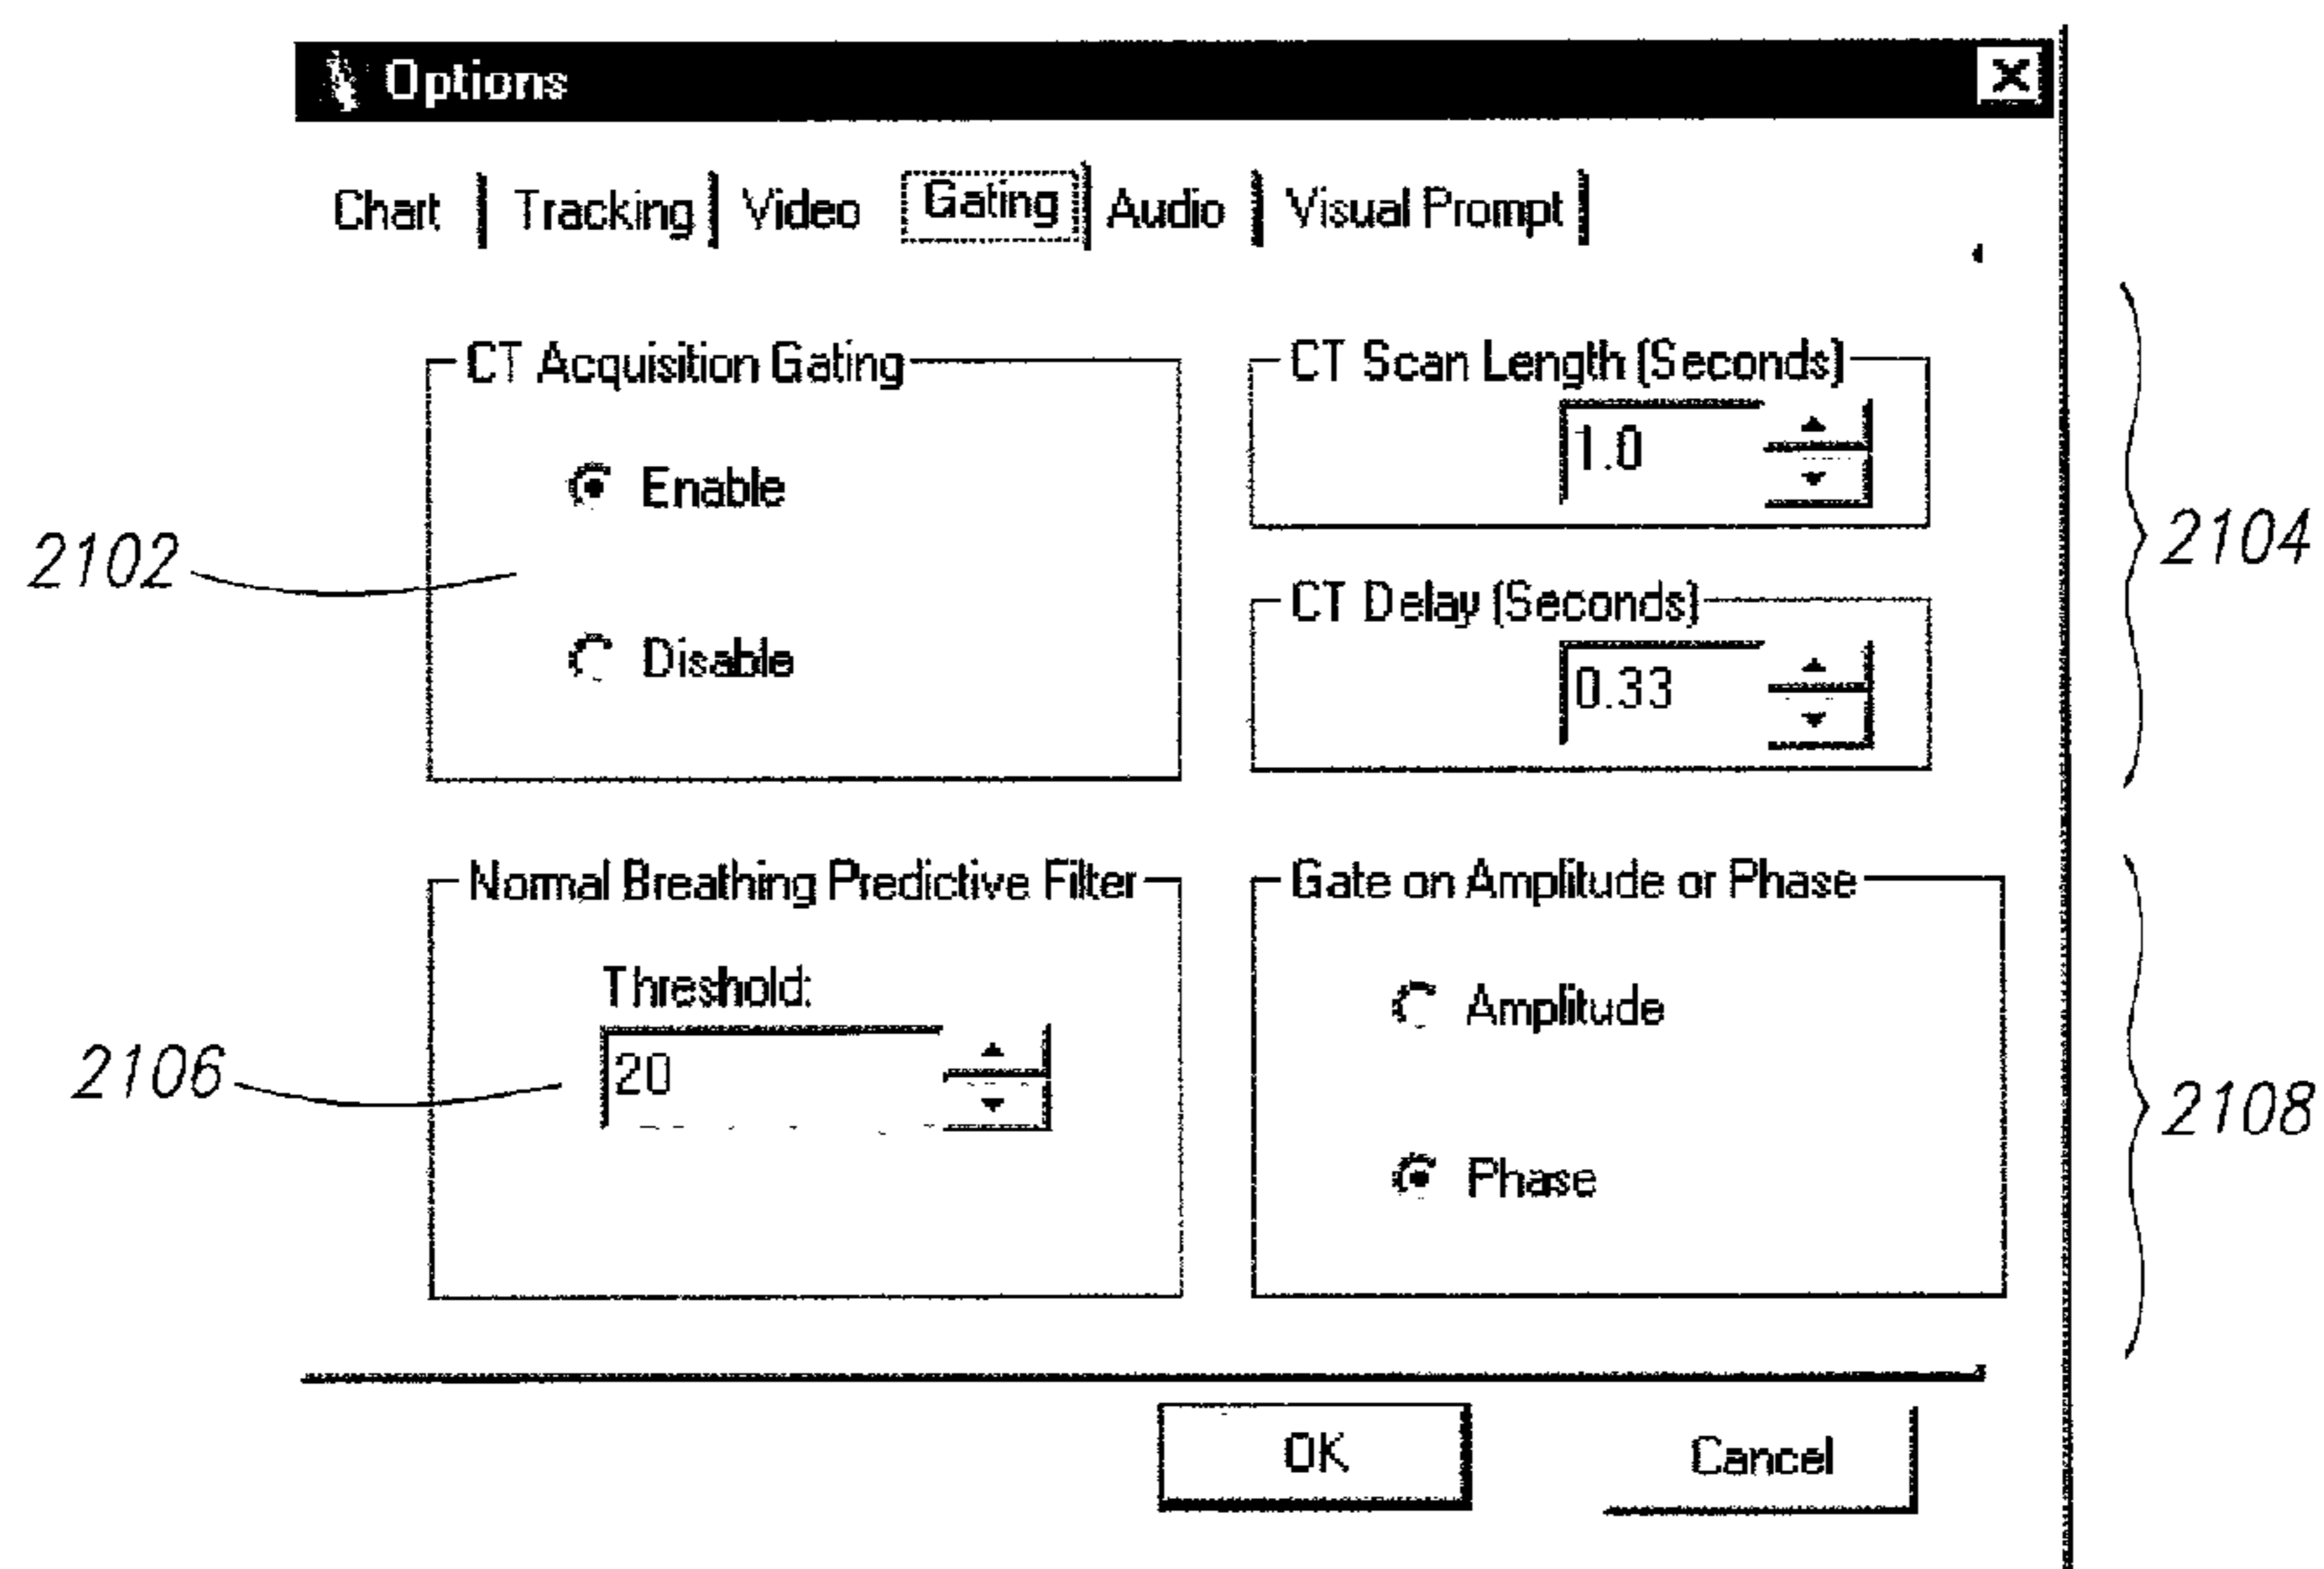 Options
Chart Tracking Video Gating Audio Visual Prompt
CT Acquisition Gating
Enable
Disable
2102
CT Scan Length (Seconds)
1.0
CT Delay (Seconds)
0.33
2104
Normal Breathing Predictive Filter
Threshold:
20
2106
Gate on Amplitude or Phase
Amplitude
Phase
2108
OK Cancel